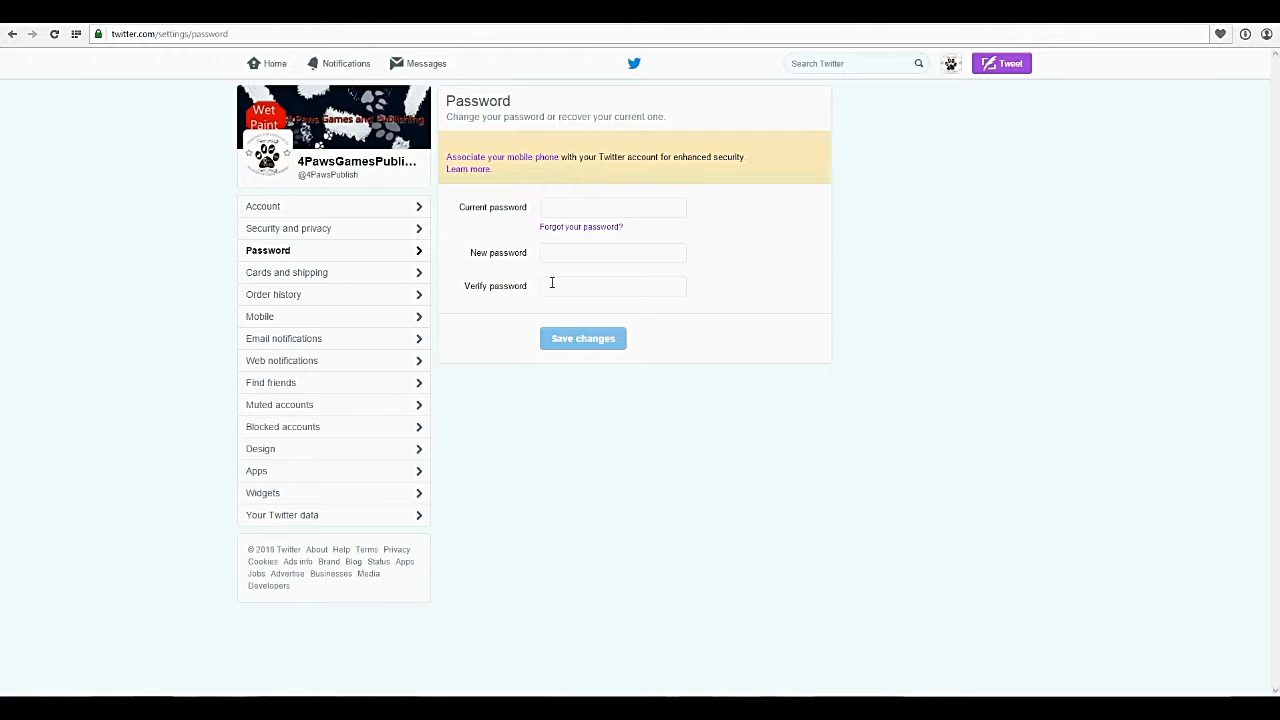 twitter.com/settings/password
Home Notifications Messages Search Twitter Tweet
Wet
Paint
Paws Games and Publishing
4PawsGamesPubli...
@4PawsPublish
Account
Security and privacy
Password
Cards and shipping
Order history
Mobile
Email notifications
Web notifications
Find friends
Muted accounts
Blocked accounts
Design
Apps
Widgets
Your Twitter data
© 2016 Twitter About Help Terms Privacy
Cookies Ads info Brand Blog Status Apps
Jobs Advertise Businesses Media
Developers
Password
Change your password or recover your current one.
Associate your mobile phone with your Twitter account for enhanced security.
Learn more.
Current password
Forgot your password?
New password
Verify password
Save changes